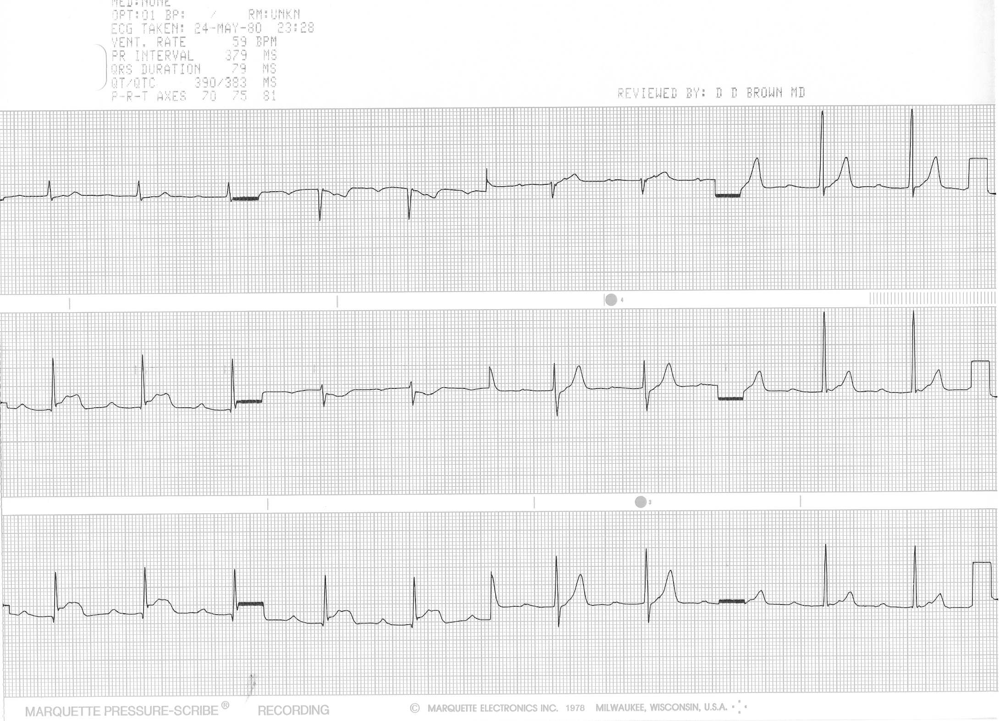 MED:NONE
OPT:01 BP: / RM:UNKN
ECG TAKEN: 24-MAY-80 23:28
VENT. RATE 59 BPM
PR INTERVAL 379 MS
QRS DURATION 79 MS
QT/QTC 390/383 MS
P-R-T AXES 70 75 81
REVIEWED BY: D D BROWN MD
4
3
MARQUETTE PRESSURE-SCRIBE® RECORDING © MARQUETTE ELECTRONICS INC. 1978 MILWAUKEE, WISCONSIN, U.S.A.